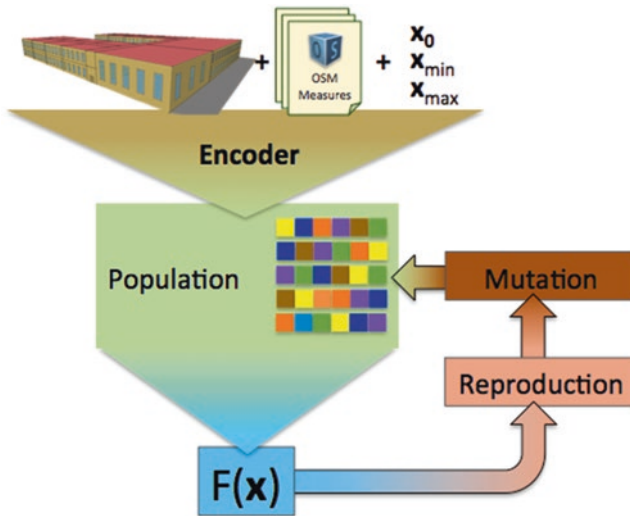 + OS + x₀
OSM
Measures
xₘᵢₙ
xₘₐₓ
Encoder
Population
Mutation
Reproduction
F(x)